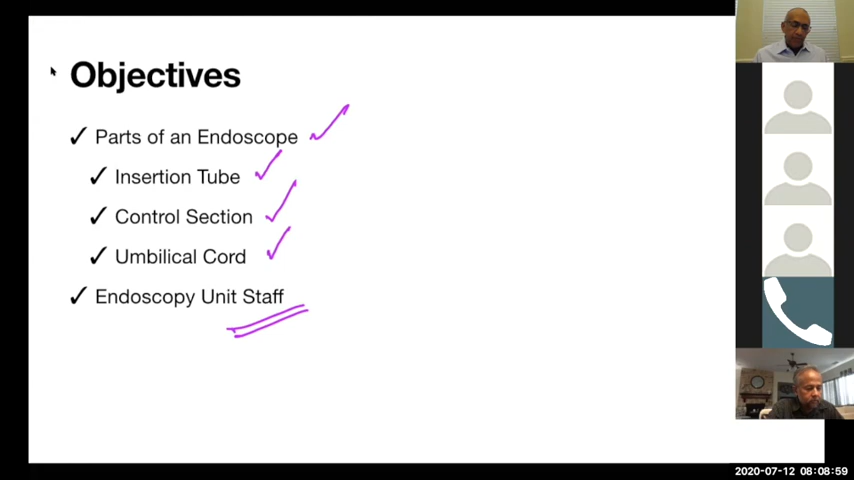 Objectives
✓ Parts of an Endoscope
✓ Insertion Tube
✓ Control Section
✓ Umbilical Cord
✓ Endoscopy Unit Staff
2020-07-12 08:08:59